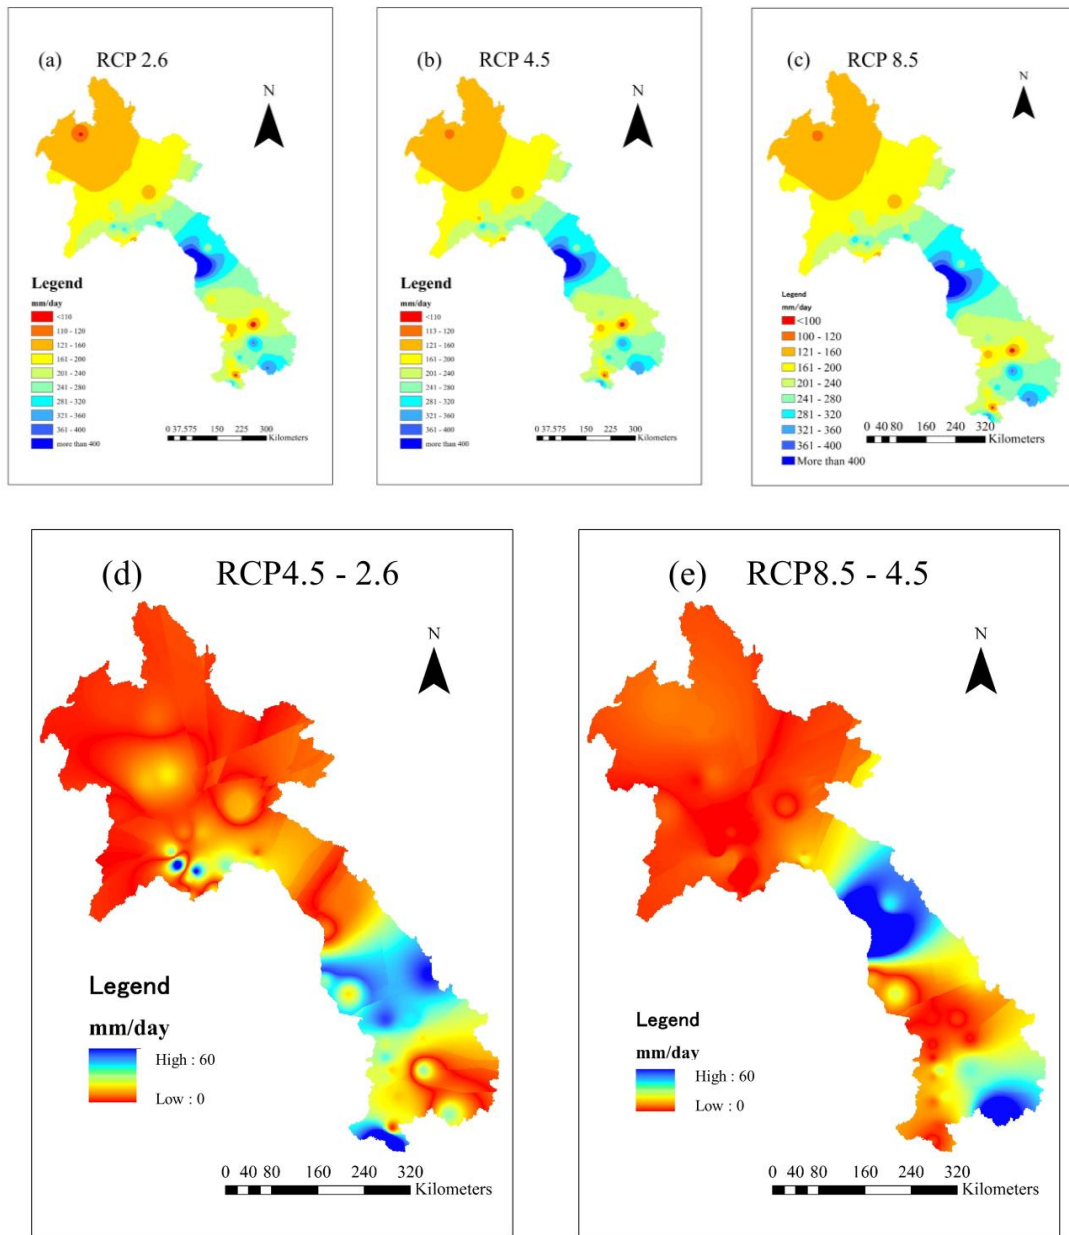 (a) RCP 2.6
N
Legend
mm/day
<110
110 - 120
121 - 160
161 - 200
201 - 240
241 - 280
281 - 320
321 - 360
361 - 400
more than 400
0 37.575 150 225 300
Kilometers
(b) RCP 4.5
N
Legend
mm/day
<110
113 - 120
121 - 160
161 - 200
201 - 240
241 - 280
281 - 320
321 - 360
361 - 400
more than 400
0 37.575 150 225 300
Kilometers
(c) RCP 8.5
N
Legend
mm/day
<100
100 - 120
121 - 160
161 - 200
201 - 240
241 - 280
281 - 320
321 - 360
361 - 400
More than 400
0 40 80 160 240 320
Kilometers
(d) RCP4.5 - 2.6
N
Legend
mm/day
High : 60
Low : 0
0 40 80 160 240 320
Kilometers
(e) RCP8.5 - 4.5
N
Legend
mm/day
High : 60
Low : 0
0 40 80 160 240 320
Kilometers